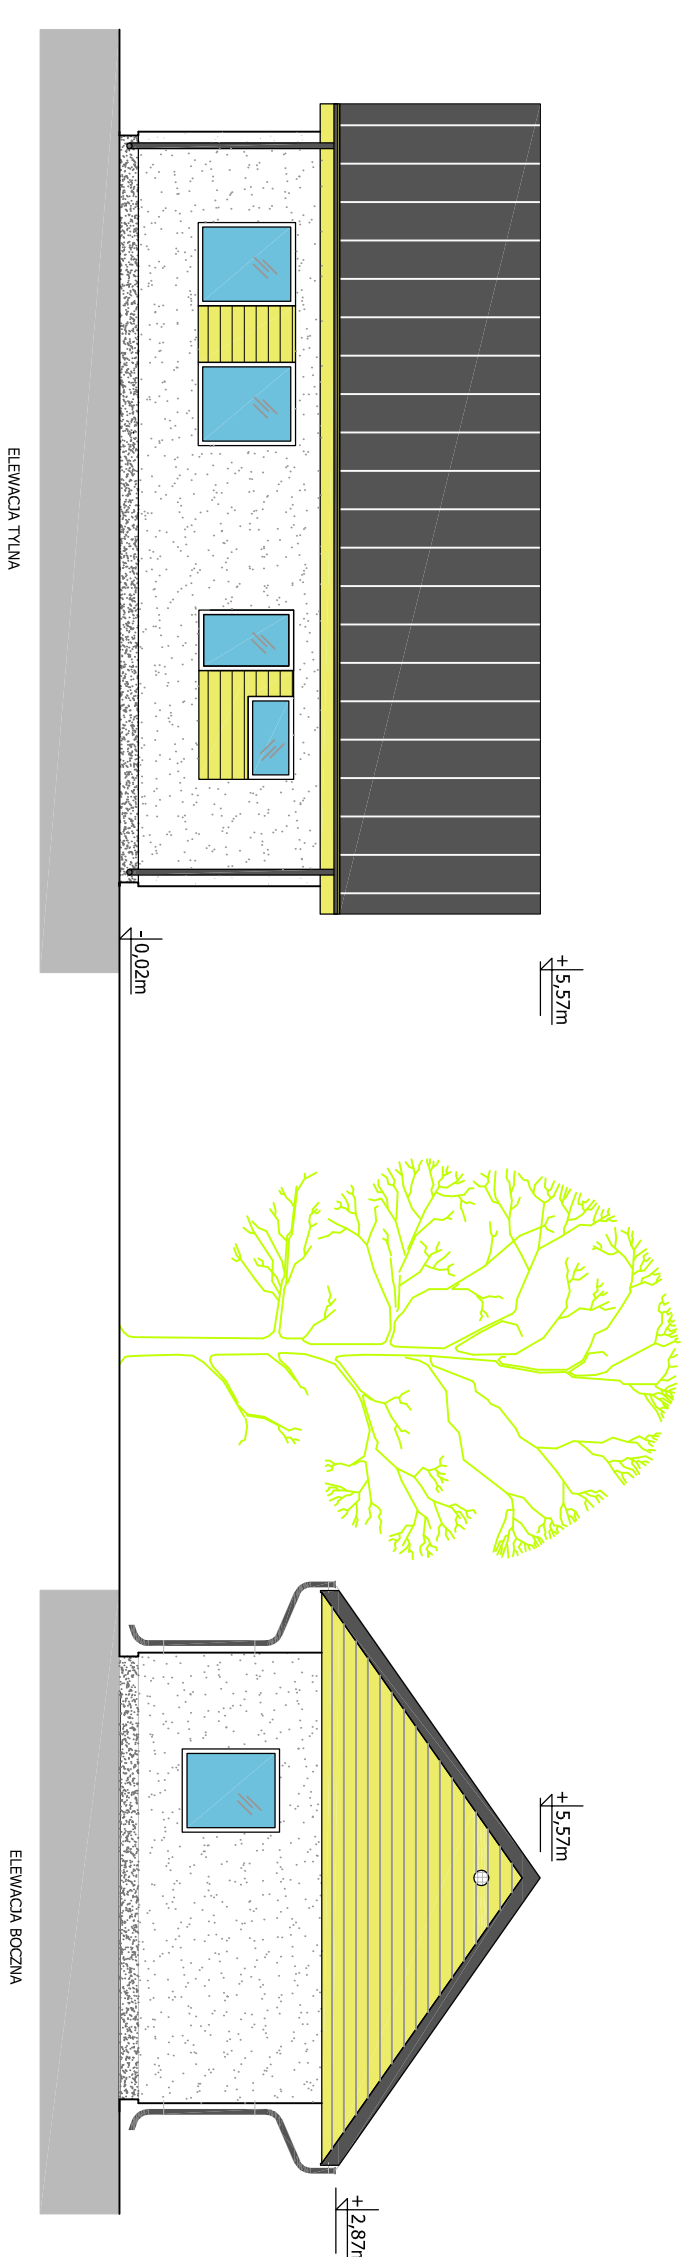 + 5,57m
- 0,02m
ELEWACJA TYLNA
+ 5,57m
+ 2,87m
ELEWACJA BOCZNA